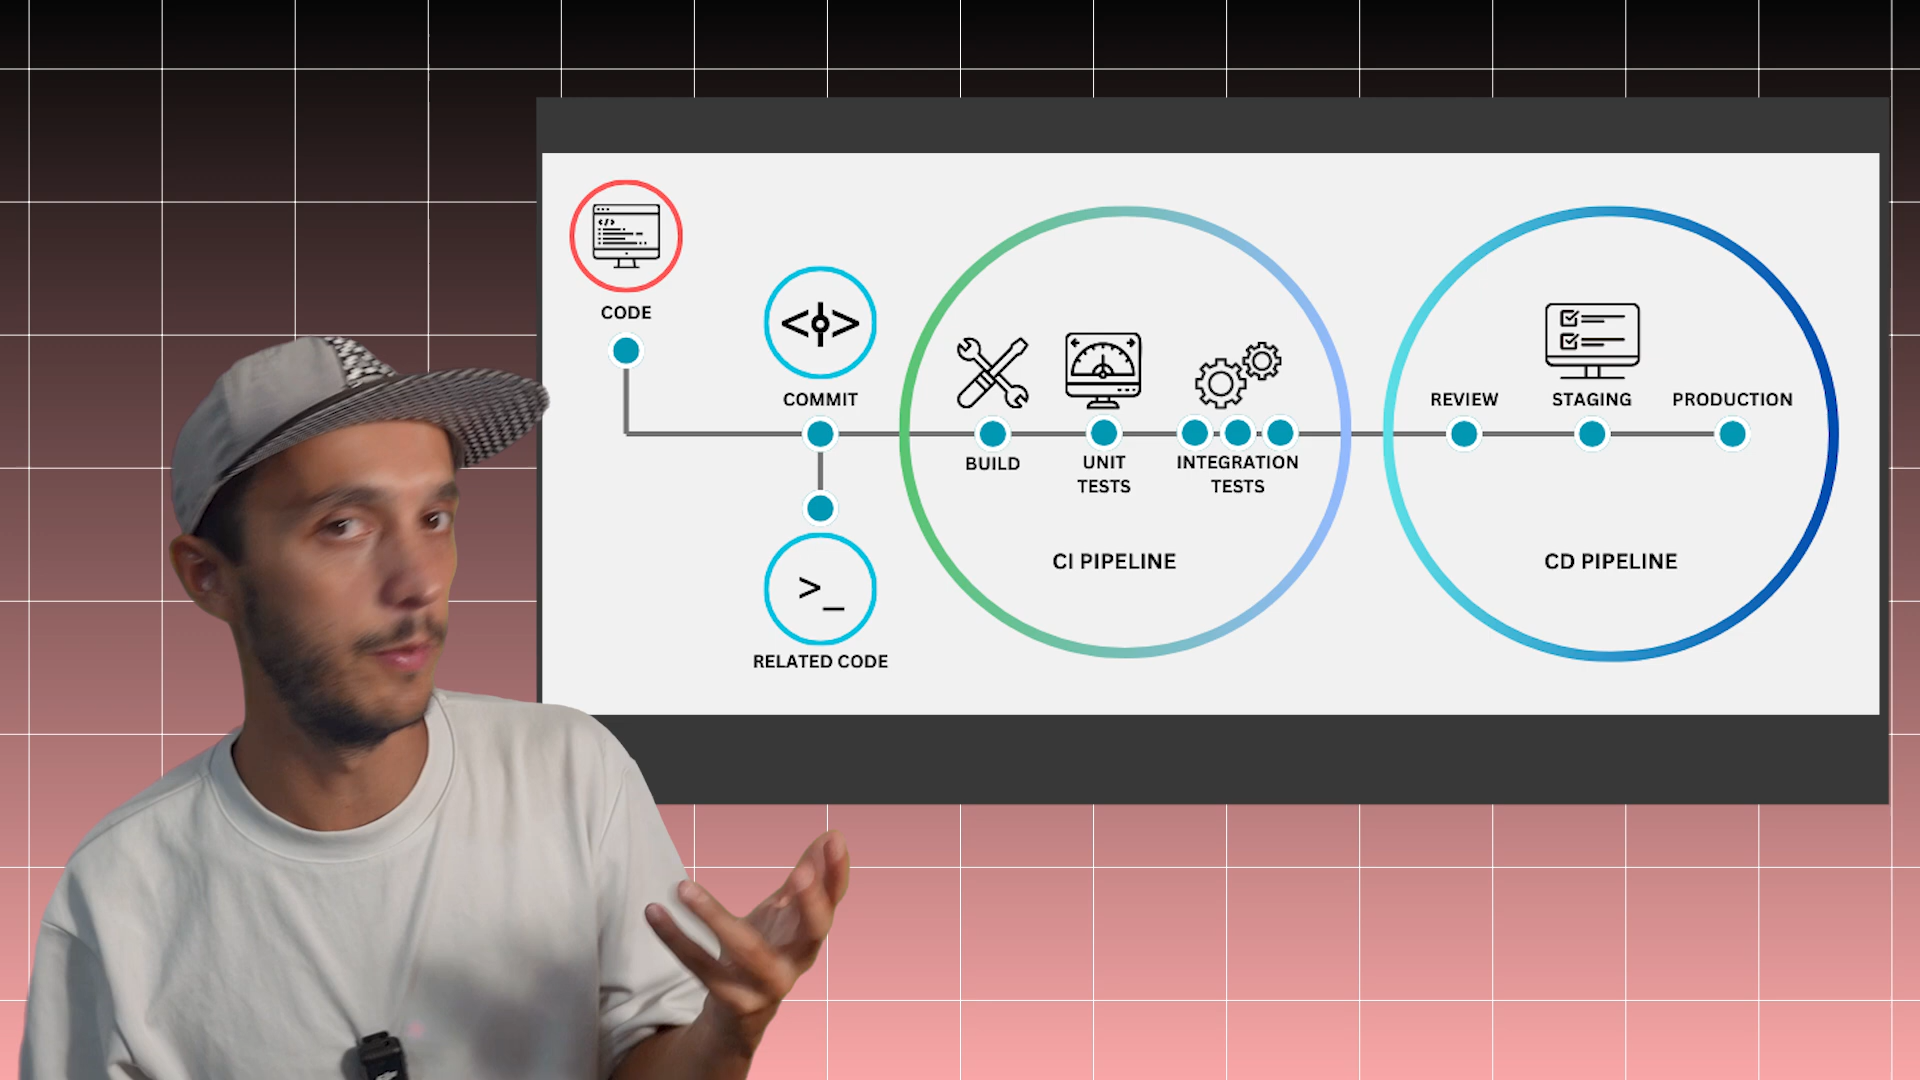 CODE
COMMIT
RELATED CODE
BUILD
UNIT
TESTS
INTEGRATION
TESTS
CI PIPELINE
REVIEW
STAGING
PRODUCTION
CD PIPELINE